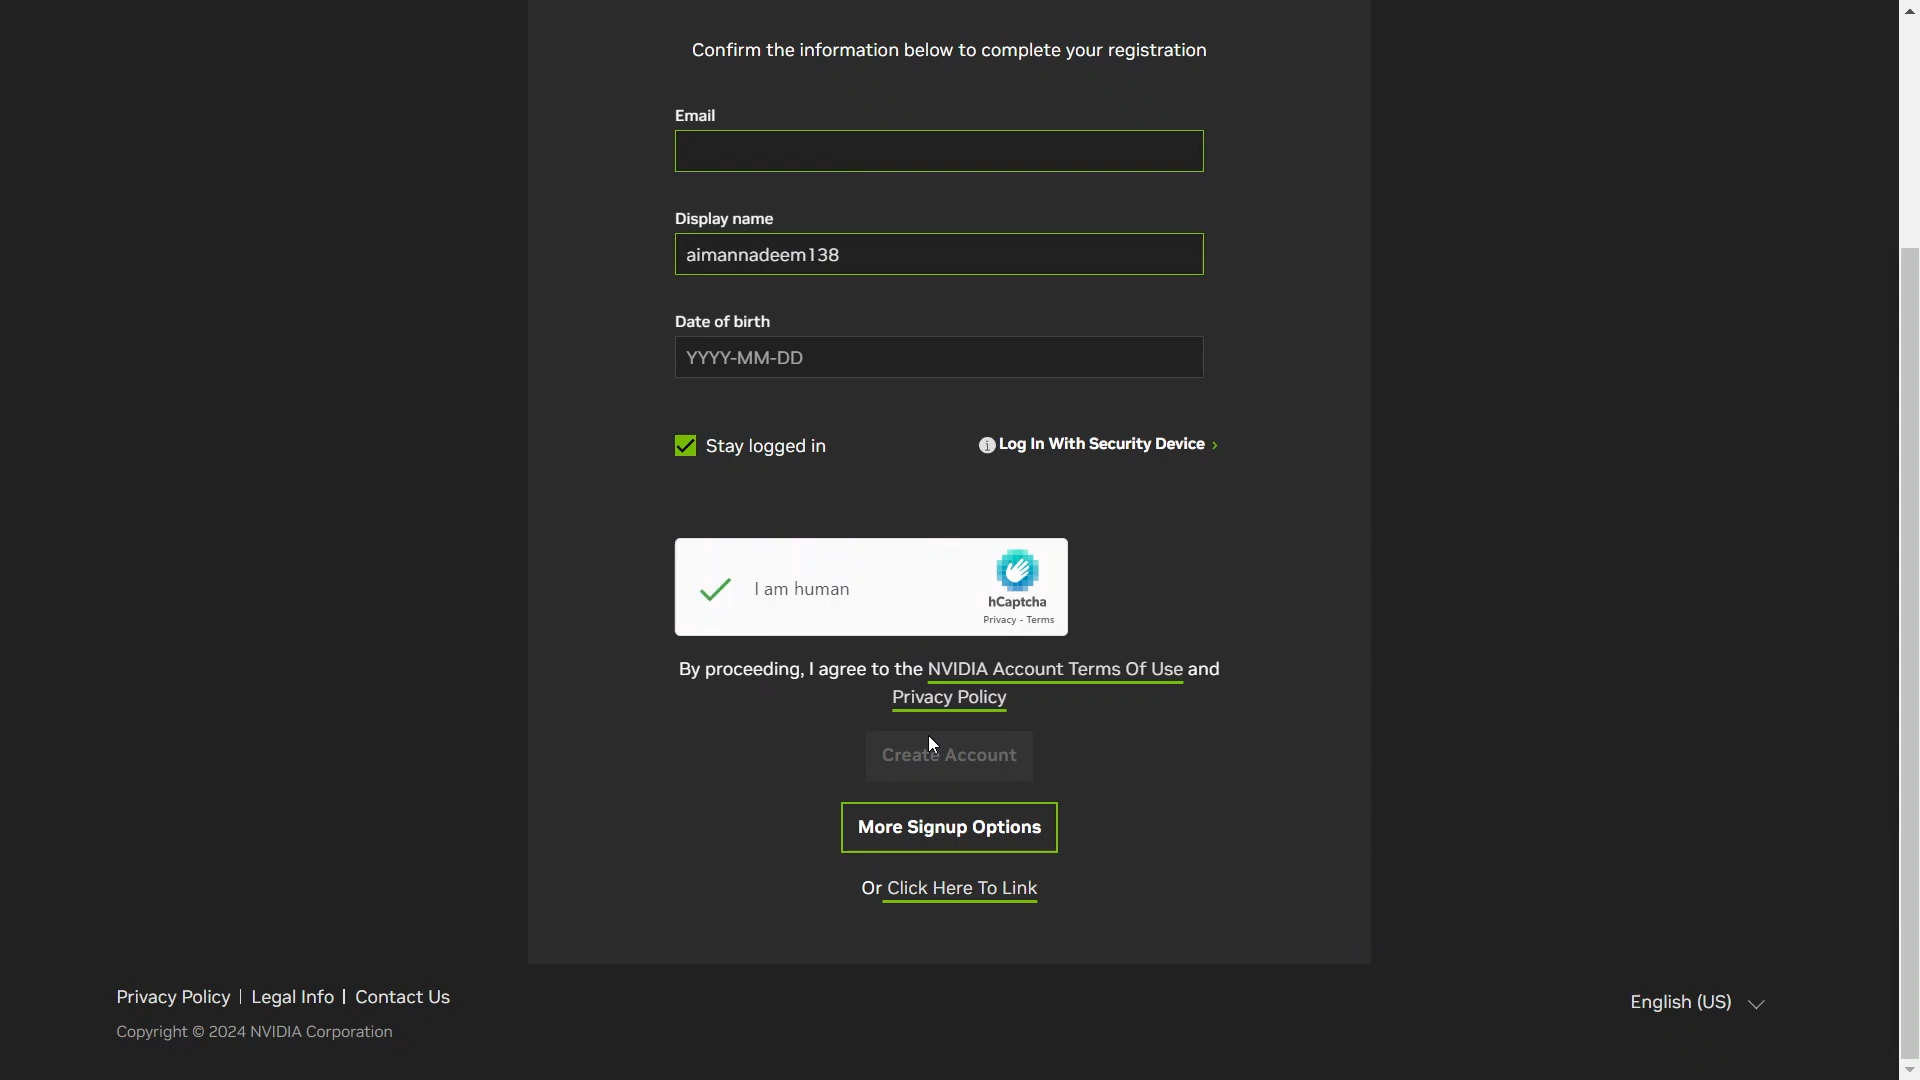 Confirm the information below to complete your registration
Email
Display name
aimannadeem138
Date of birth
YYYY-MM-DD
Stay logged in
Log In With Security Device
I am human
hCaptcha
Privacy - Terms
By proceeding, I agree to the NVIDIA Account Terms Of Use and
Privacy Policy
Create Account
More Signup Options
Or Click Here To Link
Privacy Policy | Legal Info | Contact Us
English (US)
Copyright © 2024 NVIDIA Corporation